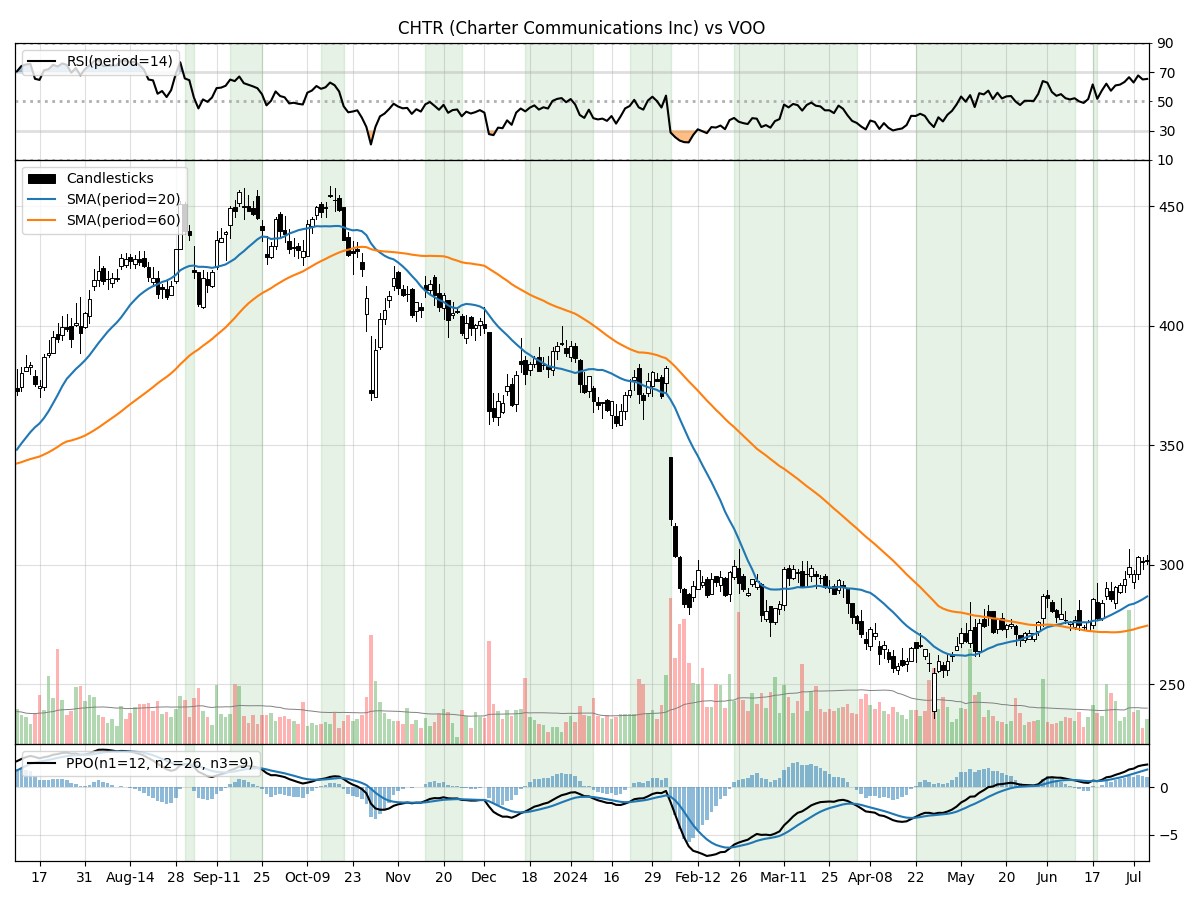 CHTR (Charter Communications Inc) vs VOO
RSI(period=14)
90
70
50
30
10
Candlesticks
SMA(period=20)
SMA(period=60)
450
400
350
300
250
PPO(n1=12, n2=26, n3=9)
0
−5
17 31 Aug-14 28 Sep-11 25 Oct-09 23 Nov 20 Dec 18 2024 16 29 Feb-12 26 Mar-11 25 Apr-08 22 May 20 Jun 17 Jul